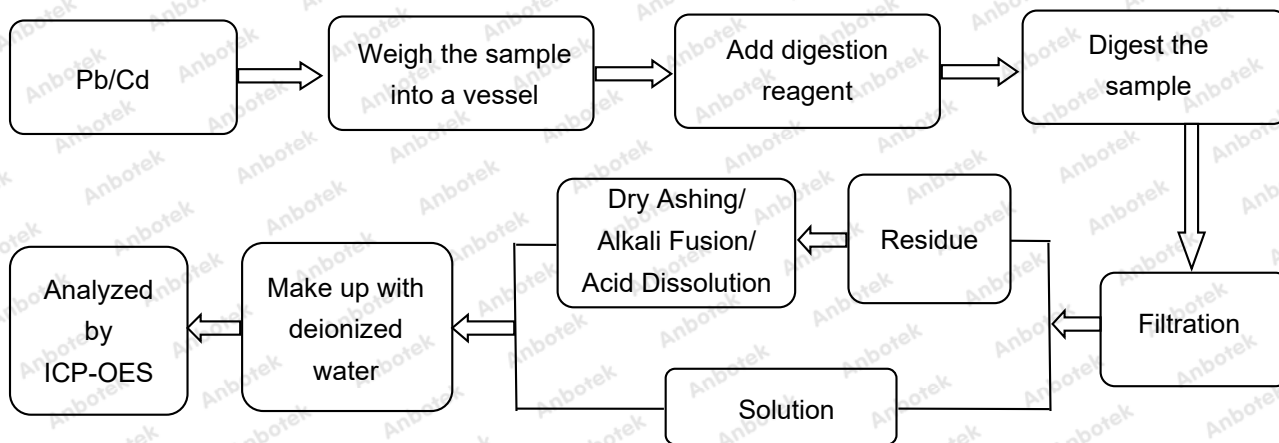 Pb/Cd
Weigh the sample
into a vessel
Add digestion
reagent
Digest the
sample
Filtration
Residue
Dry Ashing/
Alkali Fusion/
Acid Dissolution
Solution
Make up with
deionized
water
Analyzed
by
ICP-OES
Anbotek